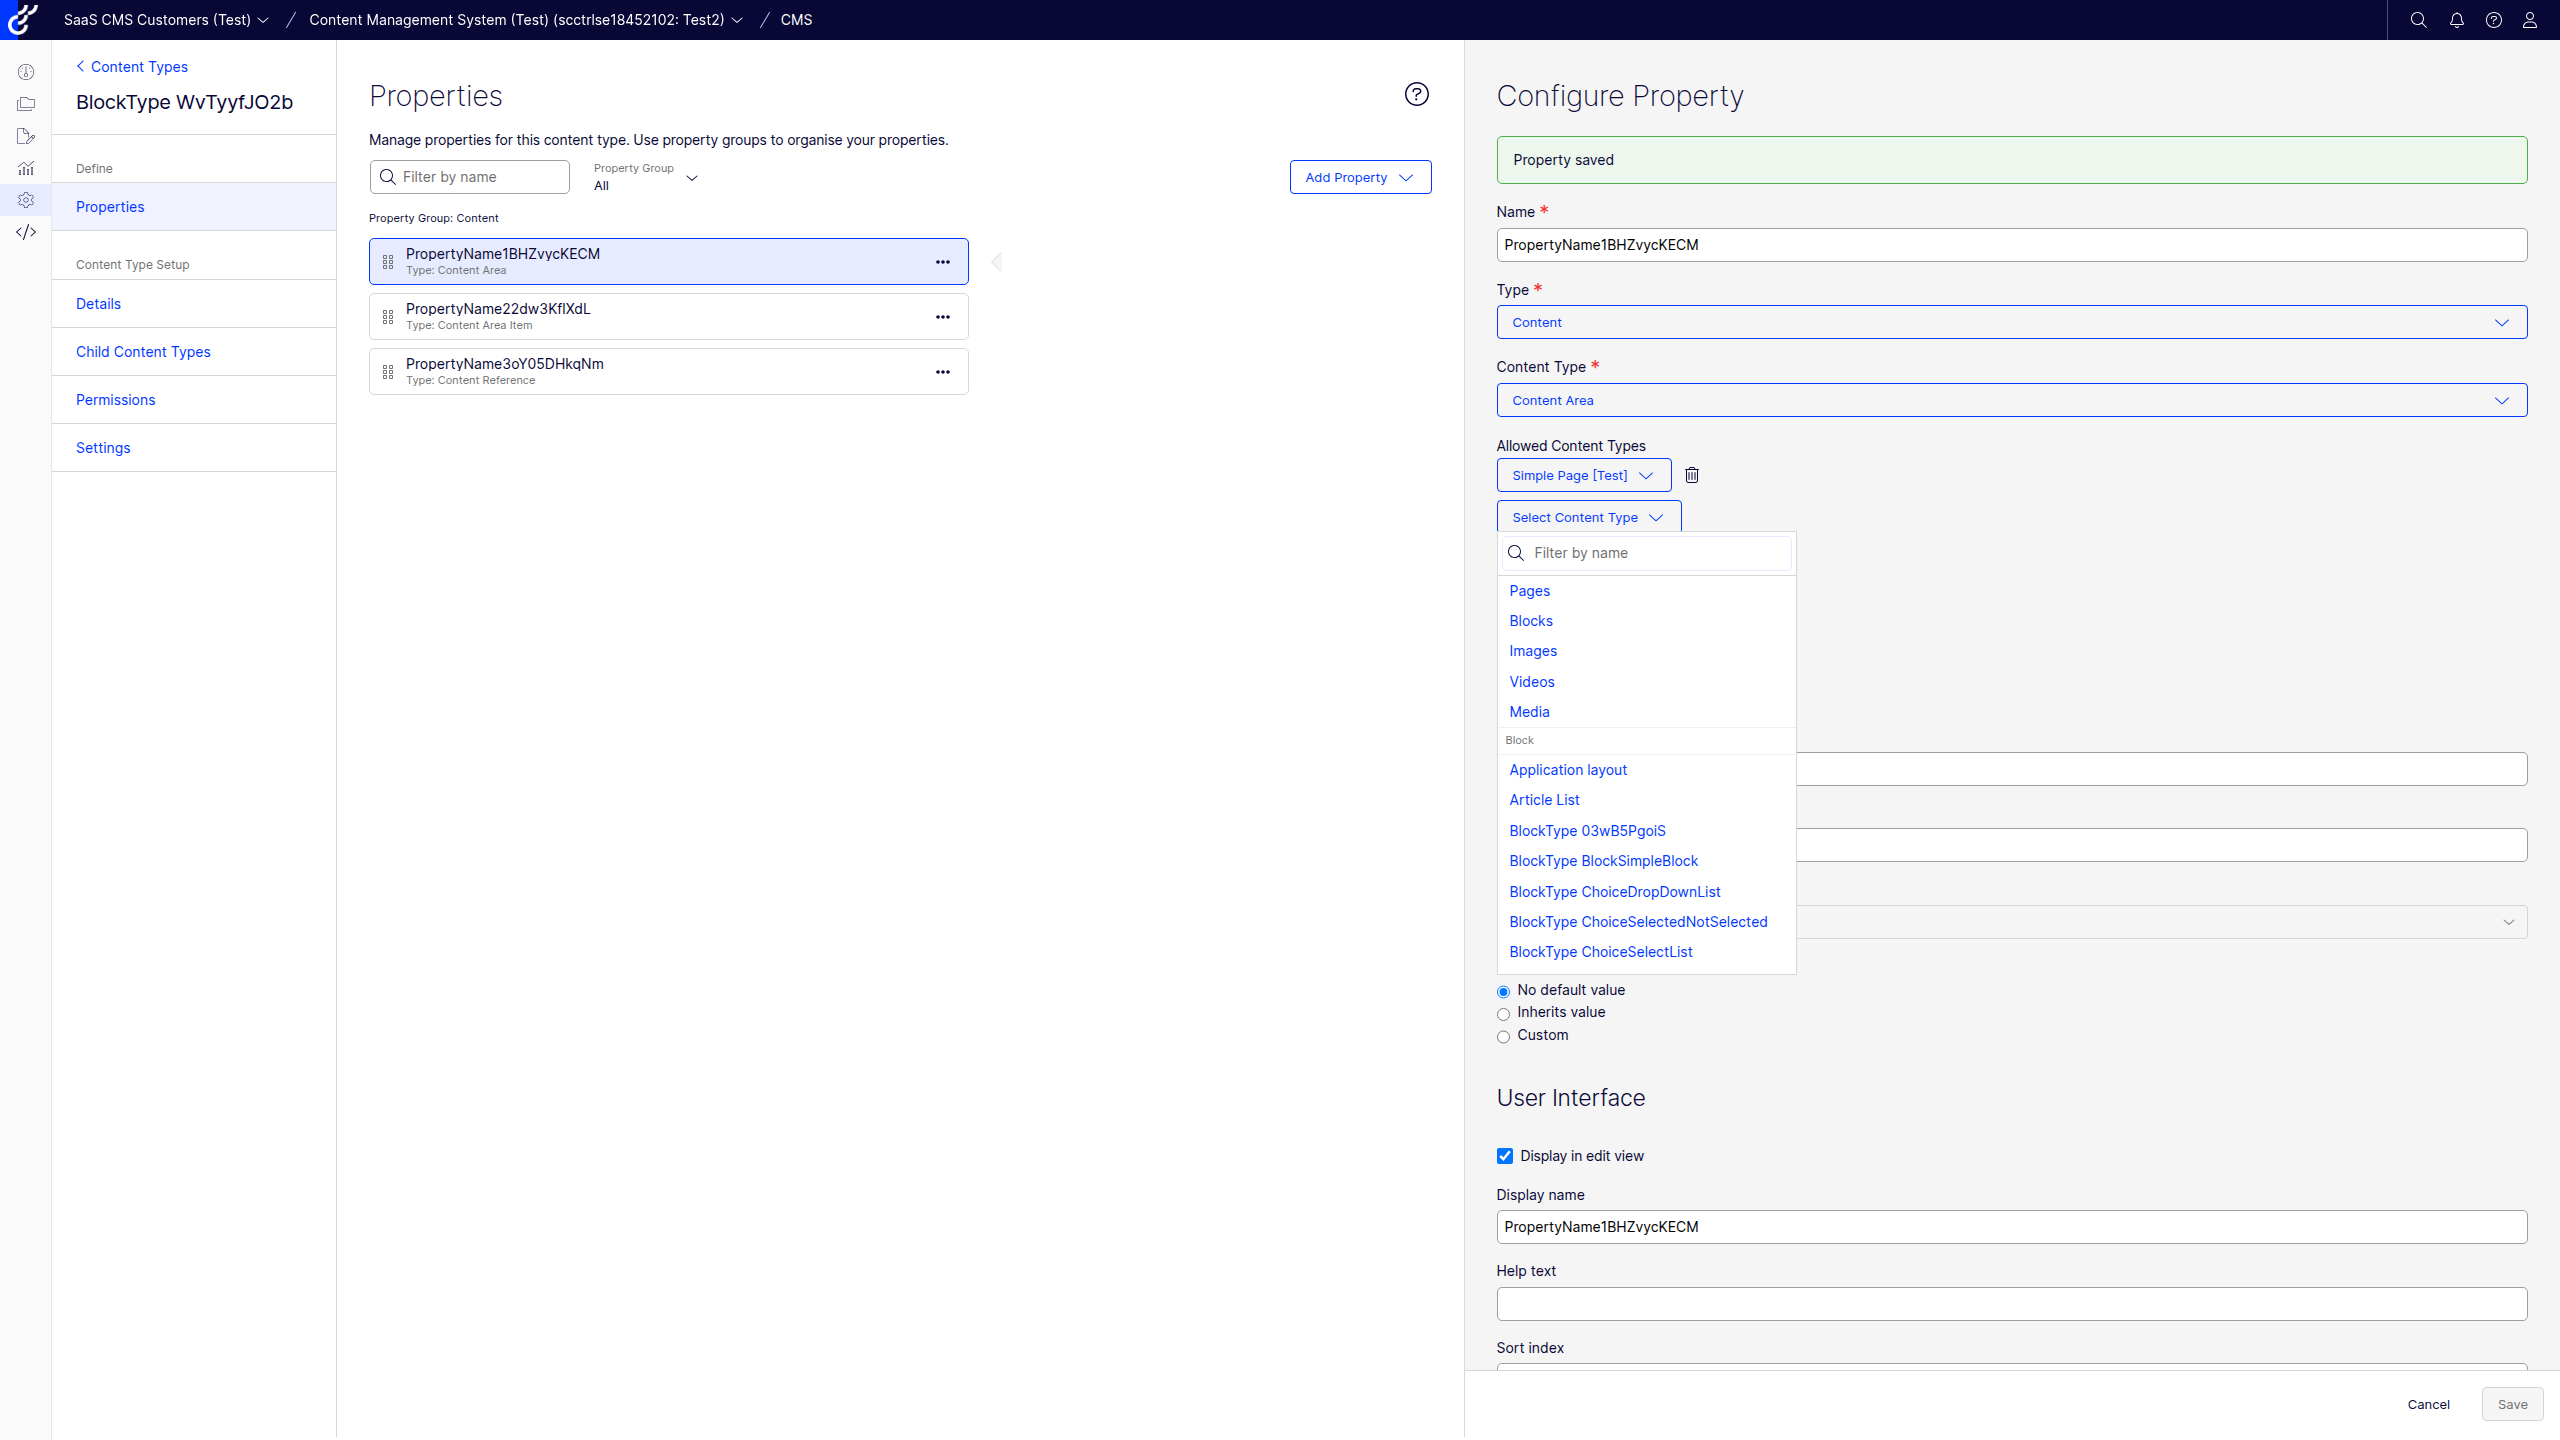 SaaS CMS Customers (Test) / Content Management System (Test) (scctrlse18452102: Test2) / CMS
Content Types
BlockType WvTyyfJO2b
Define
Properties
Content Type Setup
Details
Child Content Types
Permissions
Settings
Properties
Manage properties for this content type. Use property groups to organise your properties.
Filter by name
Property Group
All
Add Property
Property Group: Content
PropertyName1BHZvycKECM
Type: Content Area
PropertyName22dw3KflXdL
Type: Content Area Item
PropertyName3oY05DHkqNm
Type: Content Reference
Configure Property
Property saved
Name *
PropertyName1BHZvycKECM
Type *
Content
Content Type *
Content Area
Allowed Content Types
Simple Page [Test]
Select Content Type
Filter by name
Pages
Blocks
Images
Videos
Media
Block
Application layout
Article List
BlockType 03wB5PgoiS
BlockType BlockSimpleBlock
BlockType ChoiceDropDownList
BlockType ChoiceSelectedNotSelected
BlockType ChoiceSelectList
No default value
Inherits value
Custom
User Interface
Display in edit view
Display name
PropertyName1BHZvycKECM
Help text
Sort index
Cancel
Save